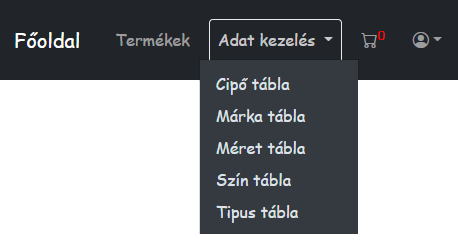 Főoldal Termékek Adat kezelés 0
Cipő tábla
Márka tábla
Méret tábla
Szín tábla
Tipus tábla